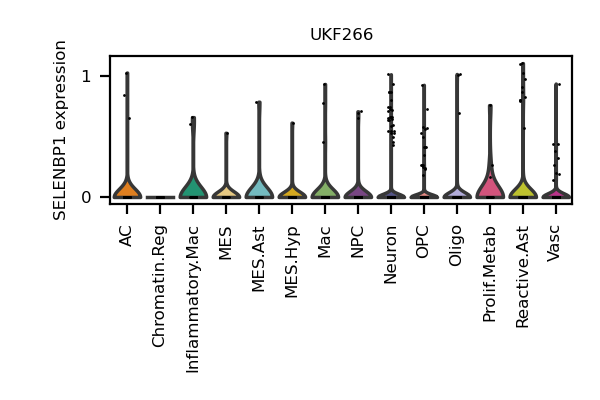 UKF266
SELENBP1 expression
1
0
AC
Chromatin.Reg
Inflammatory.Mac
MES
MES.Ast
MES.Hyp
Mac
NPC
Neuron
OPC
Oligo
Prolif.Metab
Reactive.Ast
Vasc